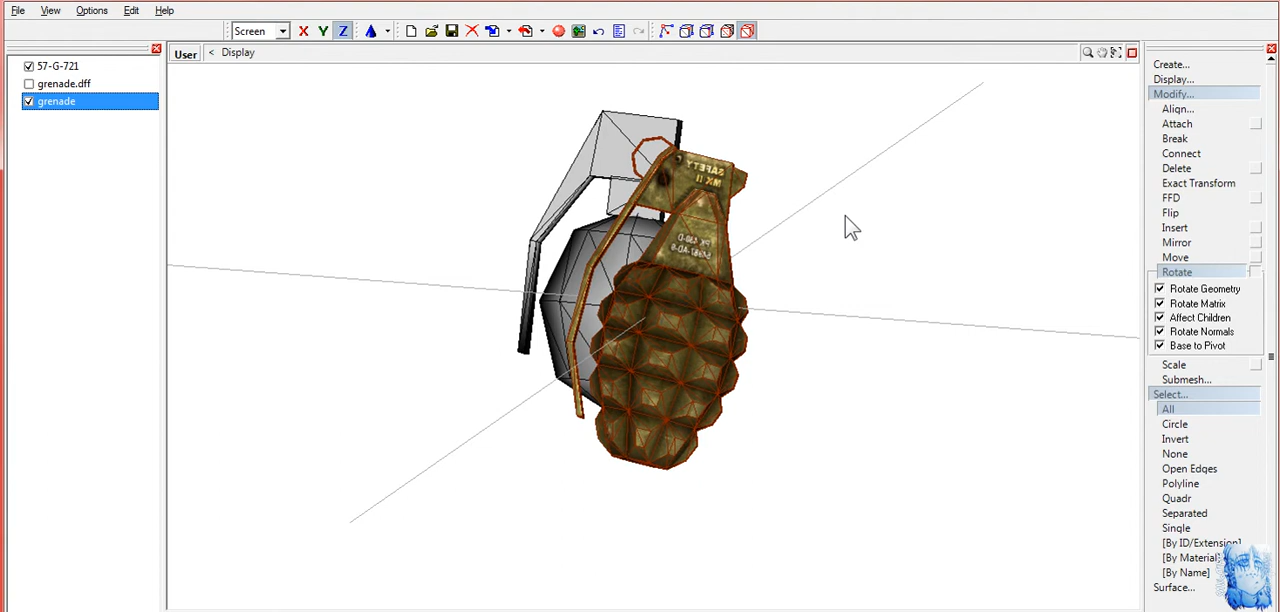 File View Options Edit Help
Screen X Y Z
57-G-721
grenade.dff
grenade
User < Display
SAFETY
MK II
Create...
Display...
Modify...
Align...
Attach
Break
Connect
Delete
Exact Transform
FFD
Flip
Insert
Mirror
Move
Rotate
Rotate Geometry
Rotate Matrix
Affect Children
Rotate Normals
Base to Pivot
Scale
Submesh...
Select...
All
Circle
Invert
None
Open Edges
Polyline
Quadr
Separated
Single
[By ID/Extension]
[By Material]
[By Name]
Surface...